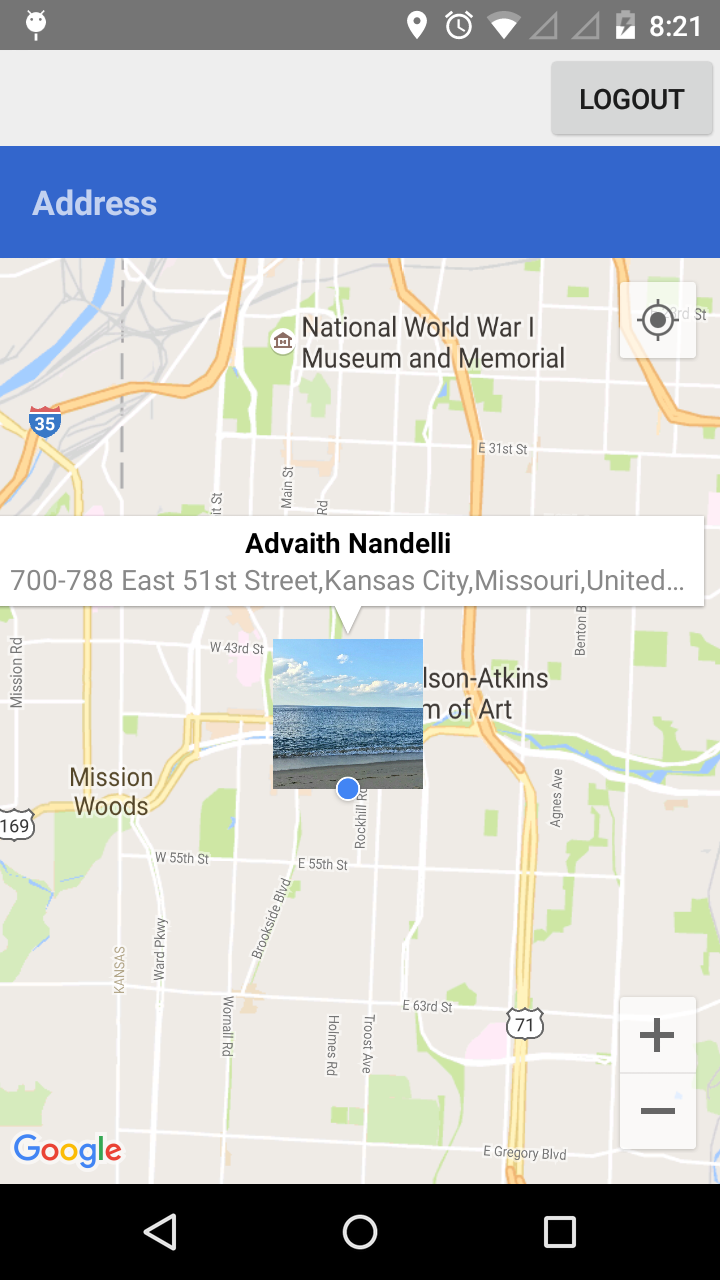 8:21
LOGOUT
Address
National World War I
Museum and Memorial
35
E 31st St
Main St
Rd
Advaith Nandelli
700-788 East 51st Street,Kansas City,Missouri,United...
Mission Rd
W 43rd St
Benton B
lson-Atkins
m of Art
Mission
Woods
169
Agnes Ave
Rockhill Rd
W 55th St
E 55th St
Brookside Blvd
Ward Pkwy
KANSAS
Wornall Rd
E 63rd St
71
Holmes Rd
Troost Ave
Google
E Gregory Blvd